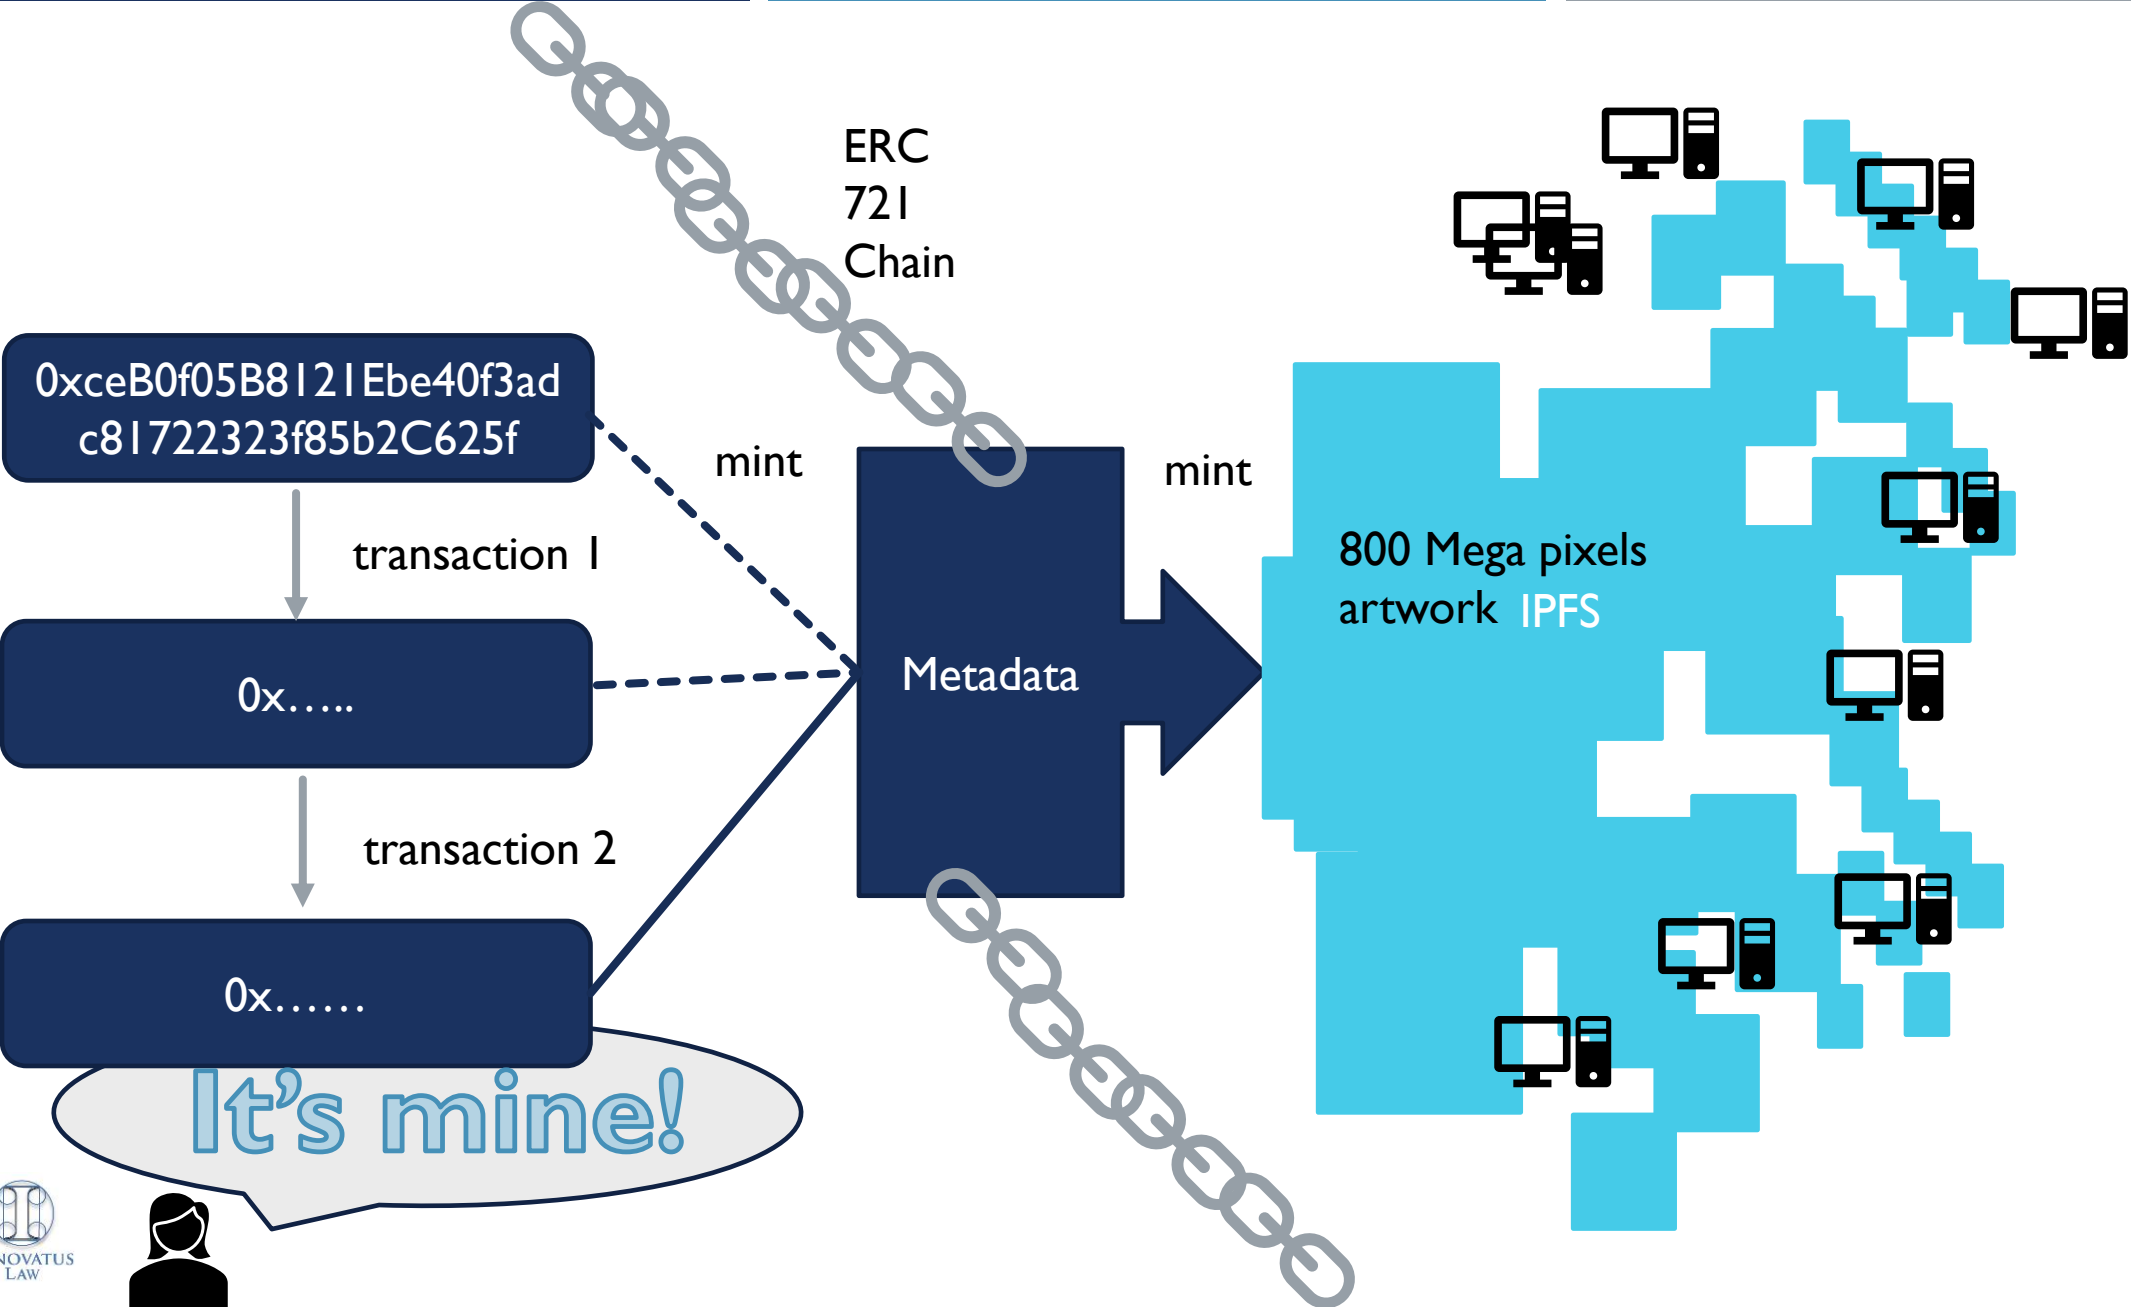 ERC
721
Chain
0xceB0f05B8121Ebe40f3ad
c81722323f85b2C625f
mint
mint
transaction 1
800 Mega pixels
artwork IPFS
0x…..
Metadata
transaction 2
0x……
It's mine!
NOVATUS
LAW